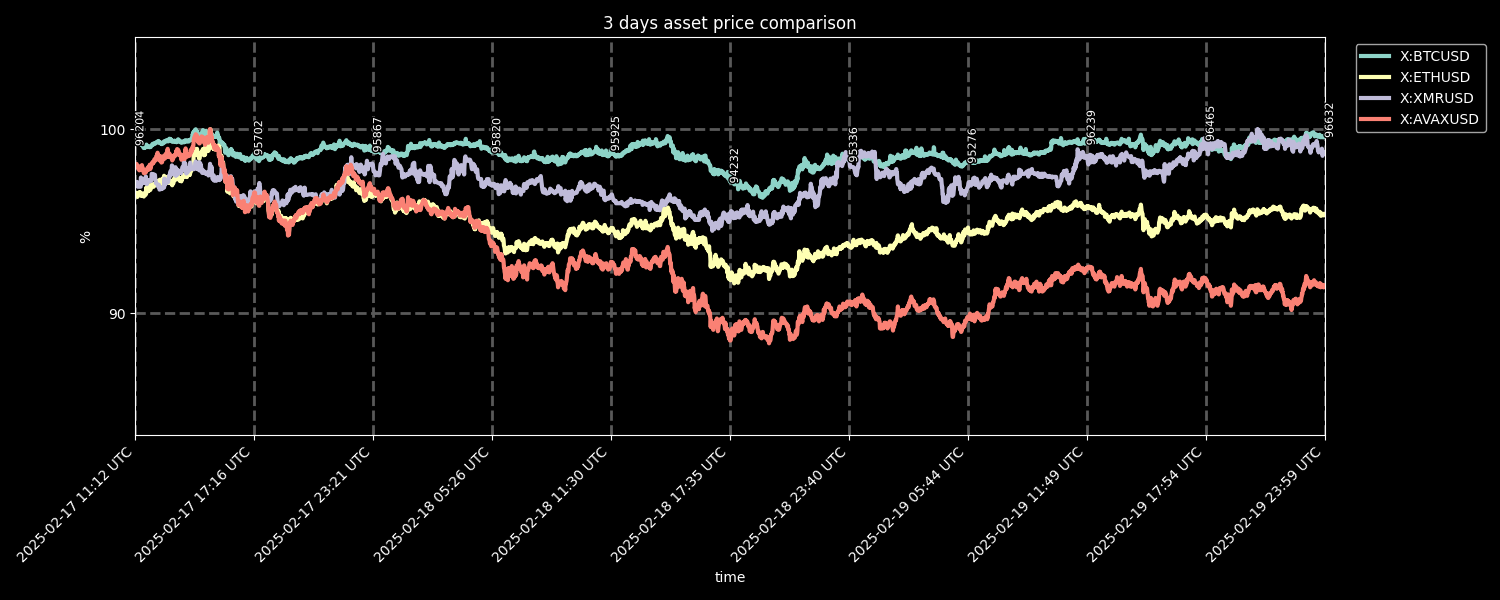 3 days asset price comparison
X:BTCUSD
X:ETHUSD
X:XMRUSD
X:AVAXUSD
100
90
%
96204
95702
95867
95820
95925
94232
95336
95276
96239
96465
96632
2025-02-17 11:12 UTC
2025-02-17 17:16 UTC
2025-02-17 23:21 UTC
2025-02-18 05:26 UTC
2025-02-18 11:30 UTC
2025-02-18 17:35 UTC
2025-02-18 23:40 UTC
2025-02-19 05:44 UTC
2025-02-19 11:49 UTC
2025-02-19 17:54 UTC
2025-02-19 23:59 UTC
time